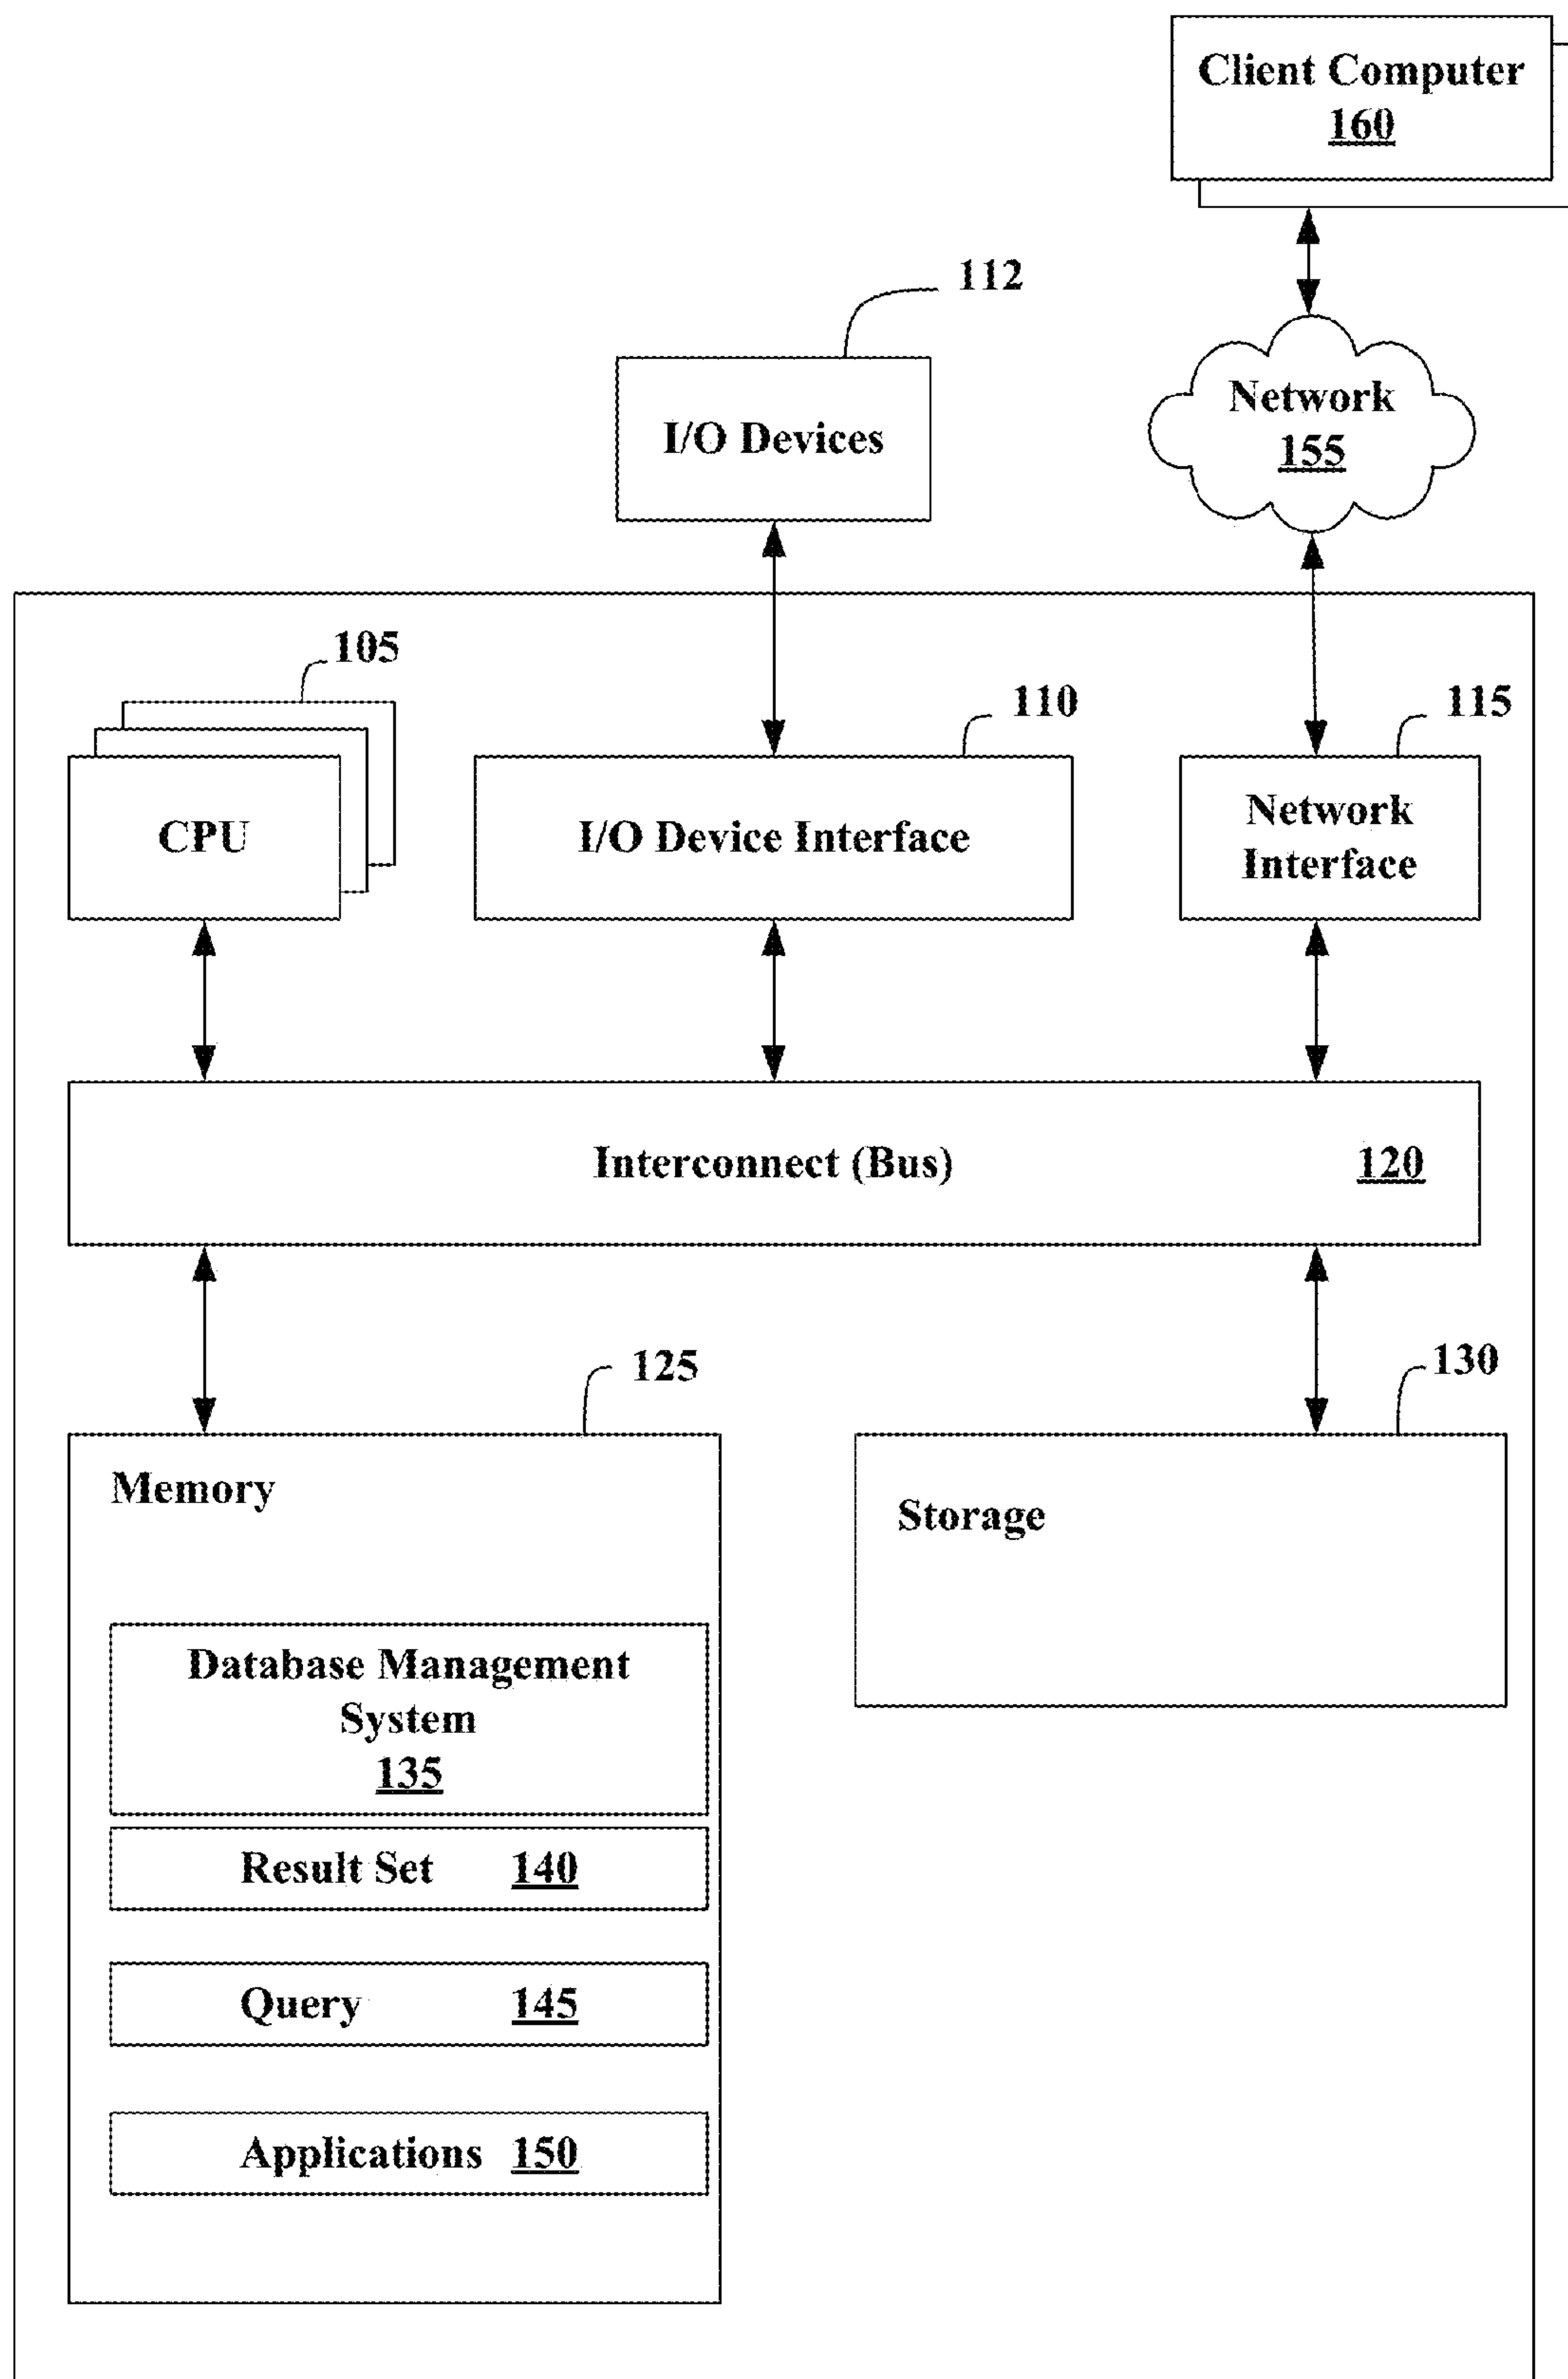 Client Computer
160
112
I/O Devices
Network
155
105
110
115
CPU
I/O Device Interface
Network
Interface
Interconnect (Bus) 120
125
130
Memory
Storage
Database Management
System
135
Result Set 140
Query 145
Applications 150